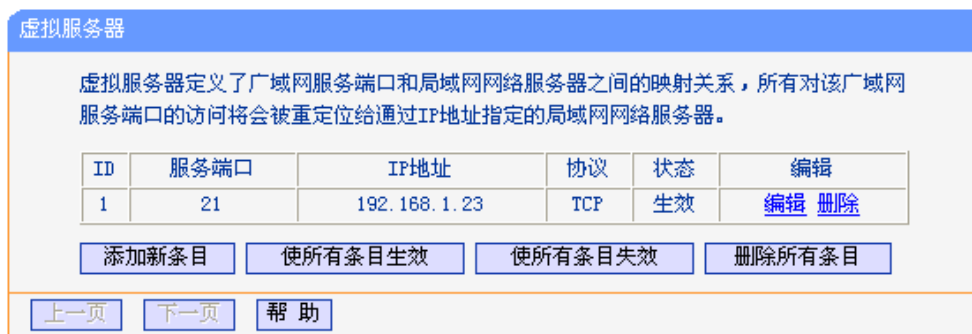 虚拟服务器
虚拟服务器定义了广域网服务端口和局域网网络服务器之间的映射关系，所有对该广域网
服务端口的访问将会被重定位给通过IP地址指定的局域网网络服务器。
ID 服务端口 IP地址 协议 状态 编辑
1 21 192.168.1.23 TCP 生效 编辑 删除
添加新条目 使所有条目生效 使所有条目失效 删除所有条目
上一页 下一页 帮 助